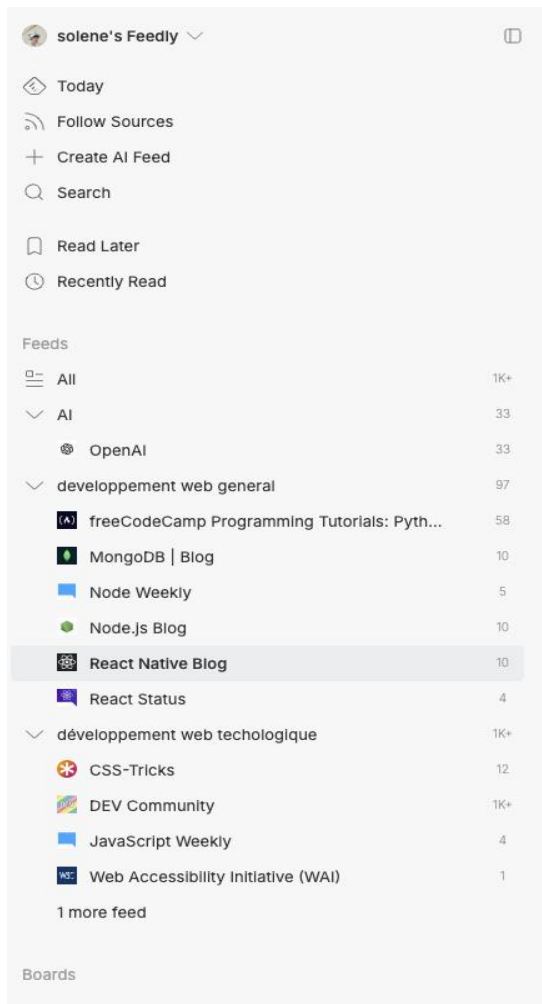 solene's Feedly
Today
Follow Sources
Create AI Feed
Search
Read Later
Recently Read
Feeds
All 1K+
AI 33
OpenAI 33
developpement web general 97
freeCodeCamp Programming Tutorials: Pyth... 58
MongoDB | Blog 10
Node Weekly 5
Node.js Blog 10
React Native Blog 10
React Status 4
développement web techologique 1K+
CSS-Tricks 12
DEV Community 1K+
JavaScript Weekly 4
W3C Web Accessibility Initiative (WAI) 1
1 more feed
Boards